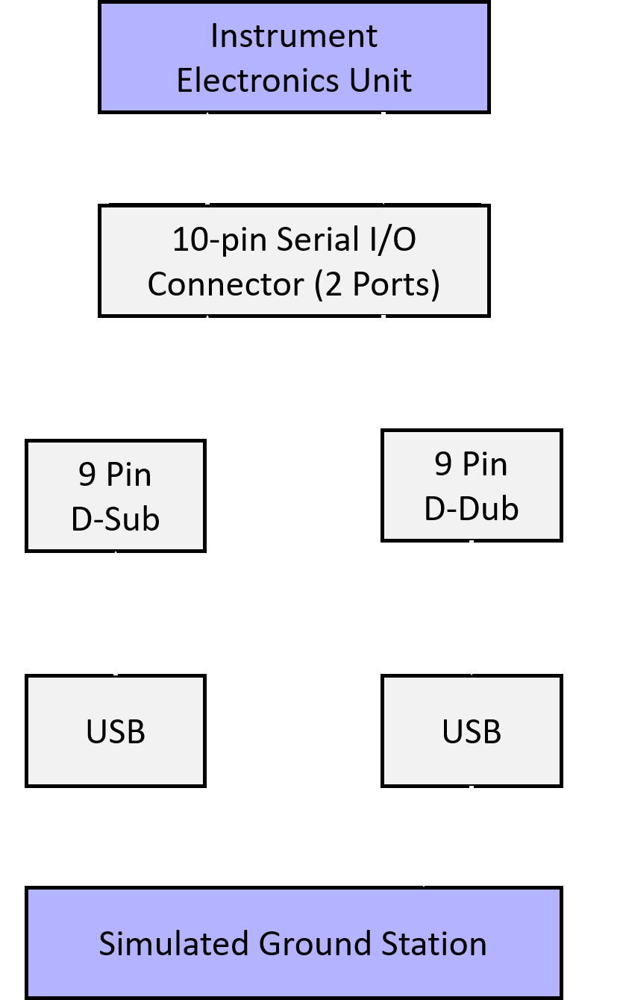 Instrument
Electronics Unit
10-pin Serial I/O
Connector (2 Ports)
9 Pin
D-Sub
9 Pin
D-Dub
USB
USB
Simulated Ground Station